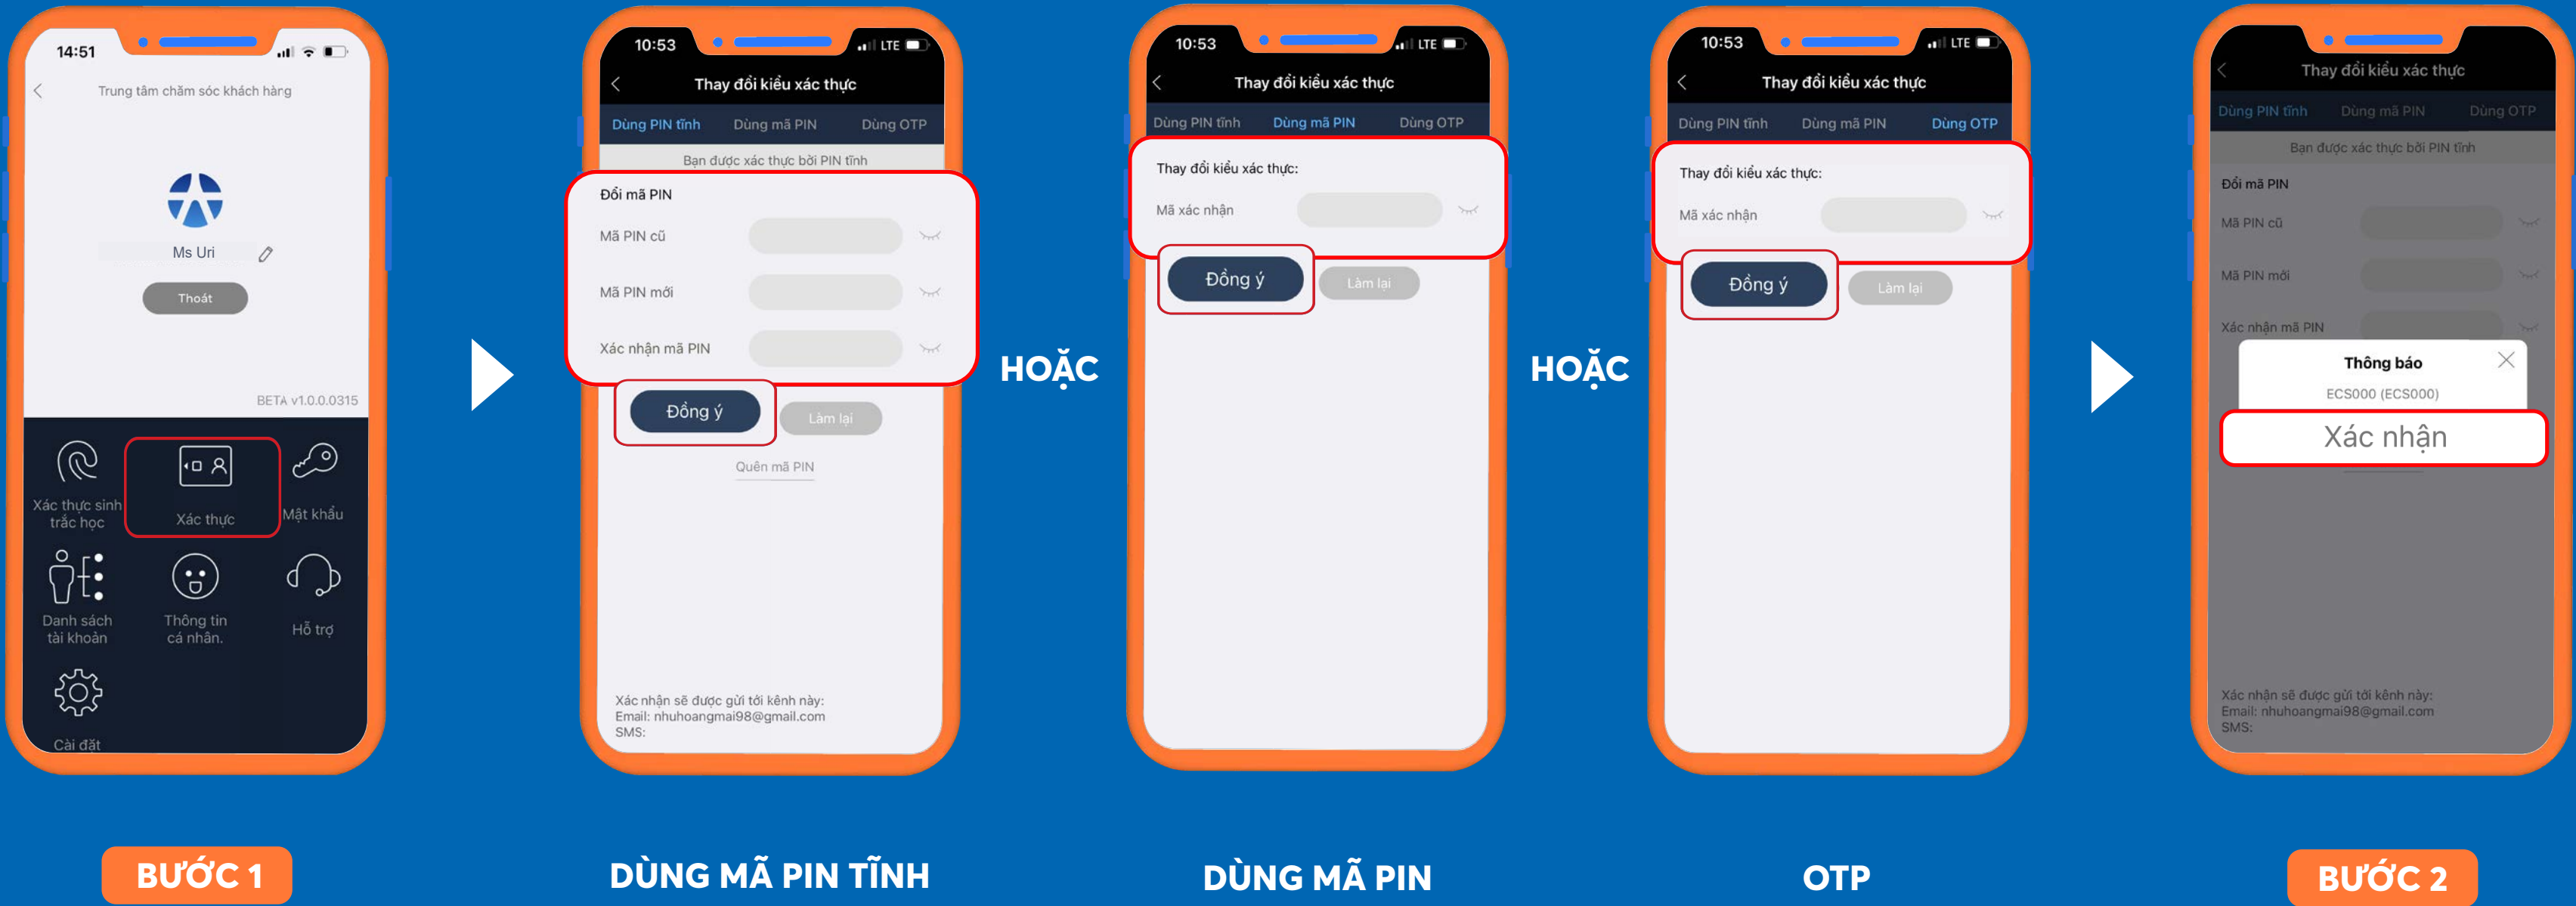 14:51
Trung tâm chăm sóc khách hàng
Ms Uri
Thoát
BETA v1.0.0.0315
Xác thực sinh
trắc học
Xác thực
Mật khẩu
Danh sách
tài khoản
Thông tin
cá nhân.
Hỗ trợ
Cài đặt
BƯỚC 1
10:53
LTE
Thay đổi kiểu xác thực
Dùng PIN tĩnh Dùng mã PIN Dùng OTP
Bạn được xác thực bởi PIN tĩnh
Đổi mã PIN
Mã PIN cũ
Mã PIN mới
Xác nhận mã PIN
Đồng ý
Làm lại
Quên mã PIN
Xác nhận sẽ được gửi tới kênh này:
Email: nhuhoangmai98@gmail.com
SMS:
DÙNG MÃ PIN TĨNH
HOẶC
10:53
LTE
Thay đổi kiểu xác thực
Dùng PIN tĩnh Dùng mã PIN Dùng OTP
Thay đổi kiểu xác thực:
Mã xác nhận
Đồng ý
Làm lại
DÙNG MÃ PIN
HOẶC
10:53
LTE
Thay đổi kiểu xác thực
Dùng PIN tĩnh Dùng mã PIN Dùng OTP
Thay đổi kiểu xác thực:
Mã xác nhận
Đồng ý
Làm lại
OTP
Thay đổi kiểu xác thực
Dùng PIN tĩnh Dùng mã PIN Dùng OTP
Bạn được xác thực bởi PIN tĩnh
Đổi mã PIN
Mã PIN cũ
Mã PIN mới
Xác nhận mã PIN
Thông báo
ECS000 (ECS000)
Xác nhận
Xác nhận sẽ được gửi tới kênh này:
Email: nhuhoangmai98@gmail.com
SMS:
BƯỚC 2